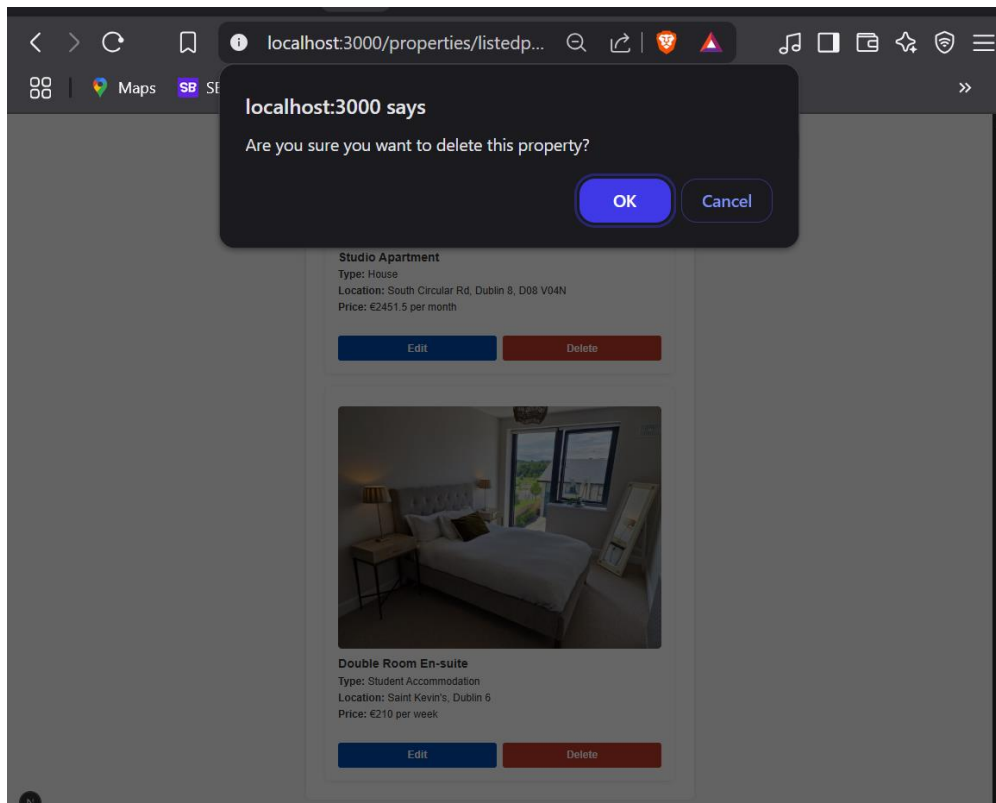 localhost:3000/properties/listedp...
Maps
SB
localhost:3000 says
Are you sure you want to delete this property?
OK
Cancel
Studio Apartment
Type: House
Location: South Circular Rd, Dublin 8, D08 V04N
Price: €2451.5 per month
Edit
Delete
Double Room En-suite
Type: Student Accommodation
Location: Saint Kevin's, Dublin 6
Price: €210 per week
Edit
Delete